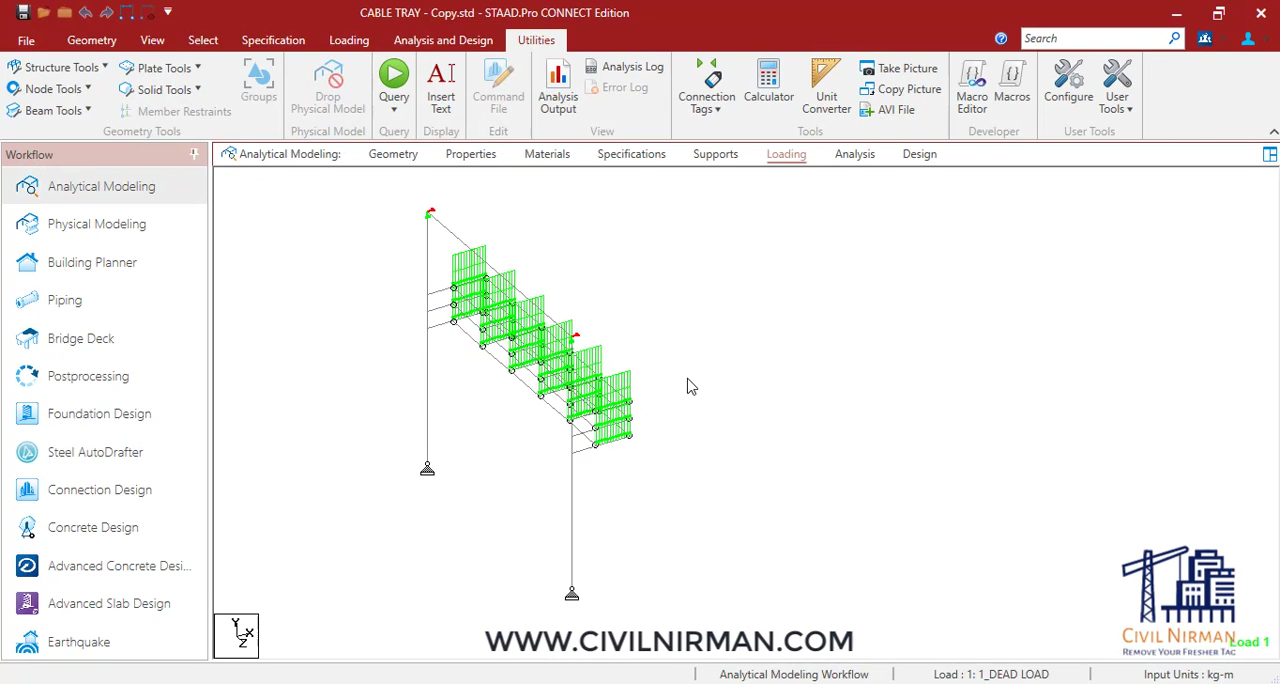 CABLE TRAY - Copy.std - STAAD.Pro CONNECT Edition
File Geometry View Select Specification Loading Analysis and Design Utilities Search
Structure Tools
Node Tools
Beam Tools
Plate Tools
Solid Tools
Member Restraints
Geometry Tools
Groups
Drop Physical Model
Physical Model
Query
Query
Insert Text
Display
Command File
Edit
Analysis Output
Analysis Log
Error Log
View
Connection Tags
Calculator
Unit Converter
Take Picture
Copy Picture
AVI File
Tools
Macro Editor
Macros
Developer
Configure
User Tools
User Tools
Workflow
Analytical Modeling: Geometry Properties Materials Specifications Supports Loading Analysis Design
Analytical Modeling
Physical Modeling
Building Planner
Piping
Bridge Deck
Postprocessing
Foundation Design
Steel AutoDrafter
Connection Design
Concrete Design
Advanced Concrete Desi...
Advanced Slab Design
Earthquake
Y
X
Z
WWW.CIVILNIRMAN.COM
CIVIL NIRMAN
REMOVE YOUR FRESHER TAG
Load 1
Analytical Modeling Workflow Load : 1: 1_DEAD LOAD Input Units : kg-m